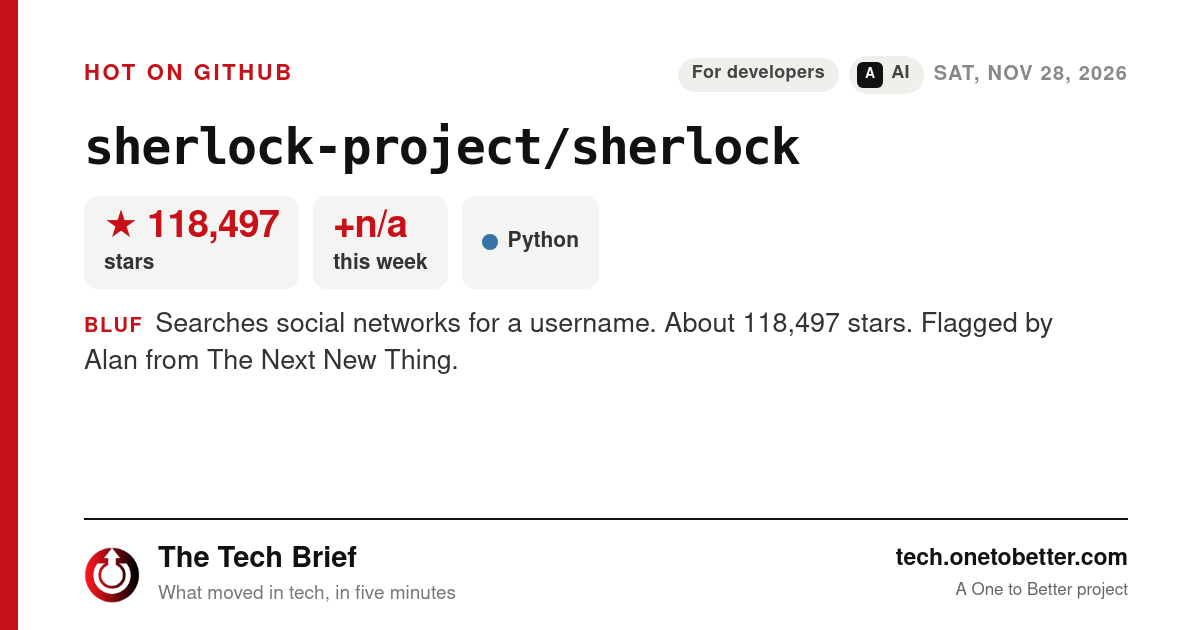 HOT ON GITHUB
For developers
A AI
SAT, NOV 28, 2026
sherlock-project/sherlock
★ 118,497
stars
+n/a
this week
Python
BLUF Searches social networks for a username. About 118,497 stars. Flagged by
Alan from The Next New Thing.
The Tech Brief
What moved in tech, in five minutes
tech.onetobetter.com
A One to Better project